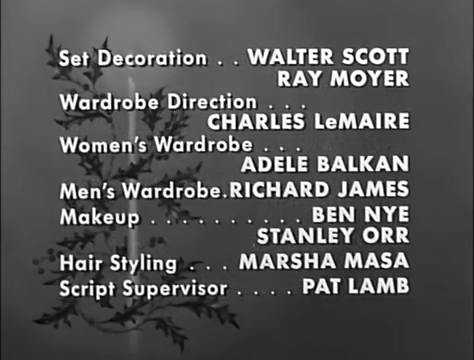 Set Decoration . . WALTER SCOTT
RAY MOYER
Wardrobe Direction . . .
CHARLES LeMAIRE
Women's Wardrobe . . .
ADELE BALKAN
Men's Wardrobe.RICHARD JAMES
Makeup . . . . . . . . . . BEN NYE
STANLEY ORR
Hair Styling . . . MARSHA MASA
Script Supervisor . . . . PAT LAMB